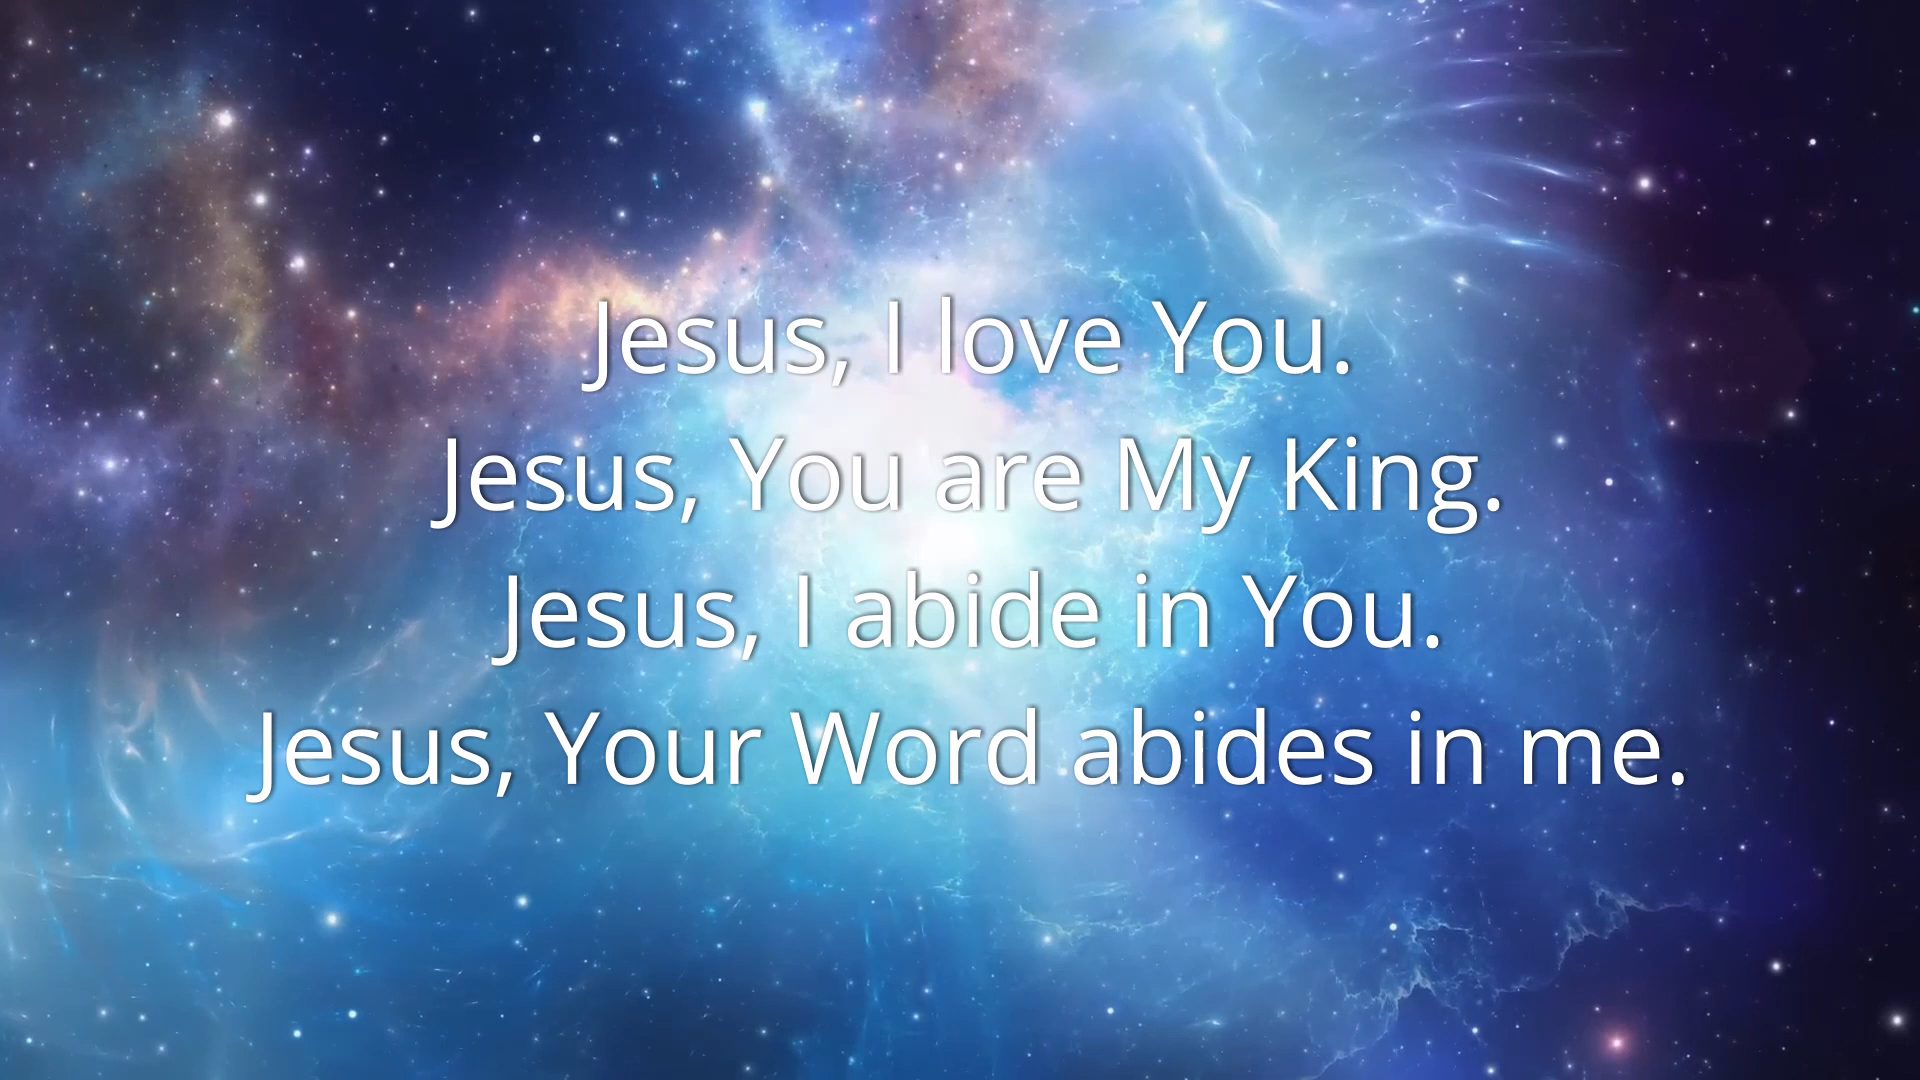 Jesus, I love You.
Jesus, You are My King.
Jesus, I abide in You.
Jesus, Your Word abides in me.